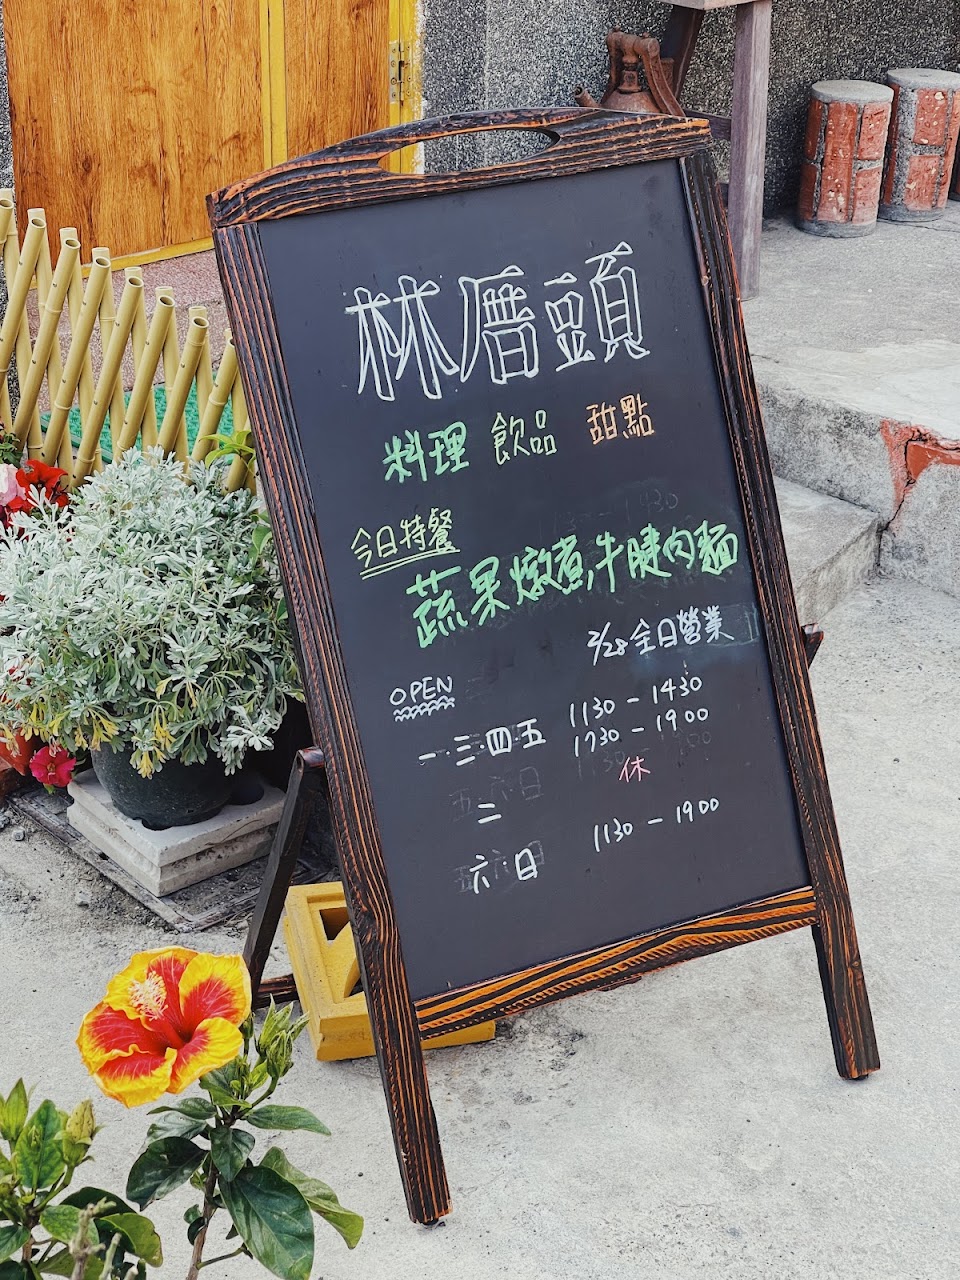 林厝頭
料理 飲品 甜點
今日特餐
蔬果燉煮牛腱肉麵
2/28 全日營業
OPEN
一.三.四.五 1130 - 1430
1730 - 1900
二 休
六.日 1130 - 1900